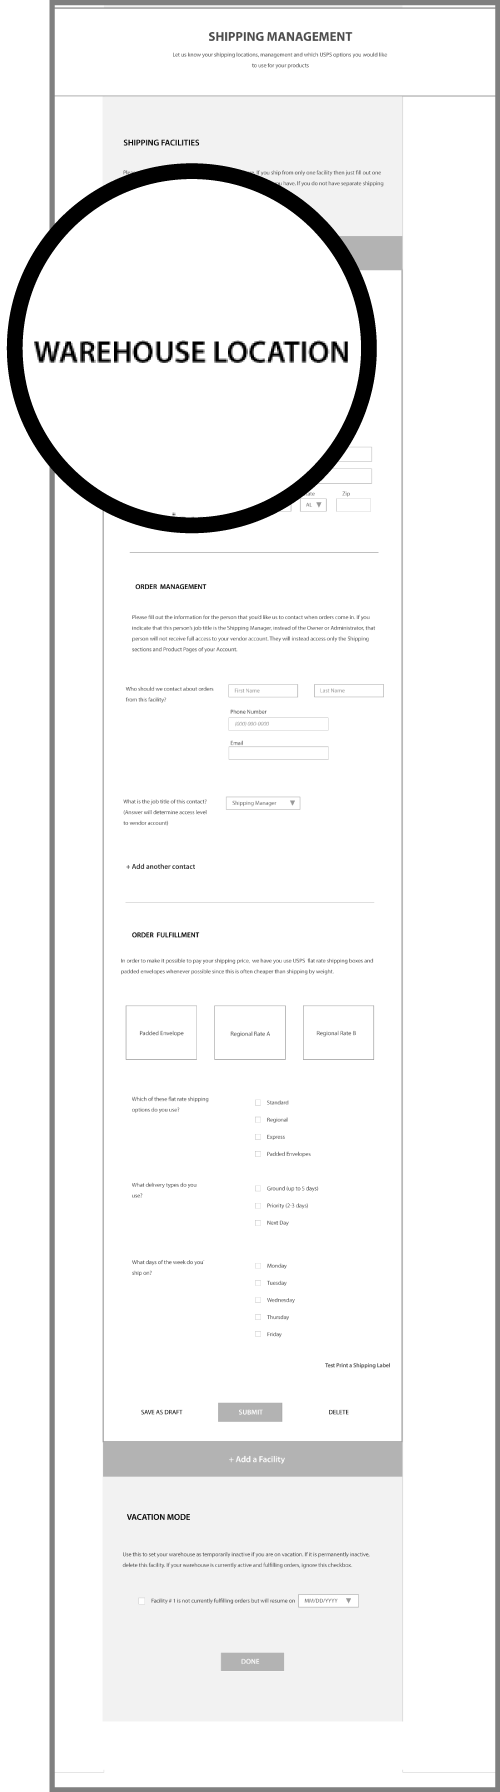 SHIPPING MANAGEMENT
Let us know your shipping locations, management and which USPS options you would like
to use for your products
SHIPPING FACILITIES
If you ship from only one facility then just fill out one
you have. If you do not have separate shipping
WAREHOUSE LOCATION
Zip
AL
ORDER MANAGEMENT
Please fill out the information for the person that you'd like us to contact when orders come in. If you
indicate that this person's job title is the Shipping Manager, instead of the Owner or Administrator, that
person will not receive full access to your vendor account. They will instead access only the Shipping
sections and Product Pages of your Account.
Who should we contact about orders
from this facility?
First Name
Last Name
Phone Number
(000) 000-0000
Email
What is the job title of this contact?
(Answer will determine access level
to vendor account)
Shipping Manager
+ Add another contact
ORDER FULFILLMENT
In order to make it possible to pay your shipping price, we have you use USPS flat rate shipping boxes and
padded envelopes whenever possible since this is often cheaper than shipping by weight.
Padded Envelope
Regional Rate A
Regional Rate B
Which of these flat rate shipping
options do you use?
Standard
Regional
Express
Padded Envelopes
What delivery types do you
use?
Ground (up to 5 days)
Priority (2-3 days)
Next Day
What days of the week do you
ship on?
Monday
Tuesday
Wednesday
Thursday
Friday
Test Print a Shipping Label
SAVE AS DRAFT
SUBMIT
DELETE
+ Add a Facility
VACATION MODE
Use this to set your warehouse as temporarily inactive if you are on vacation. If it is permanently inactive,
delete this facility. If your warehouse is currently active and fulfilling orders, ignore this checkbox.
Facility # 1 is not currently fulfilling orders but will resume on
MM/DD/YYYY
DONE